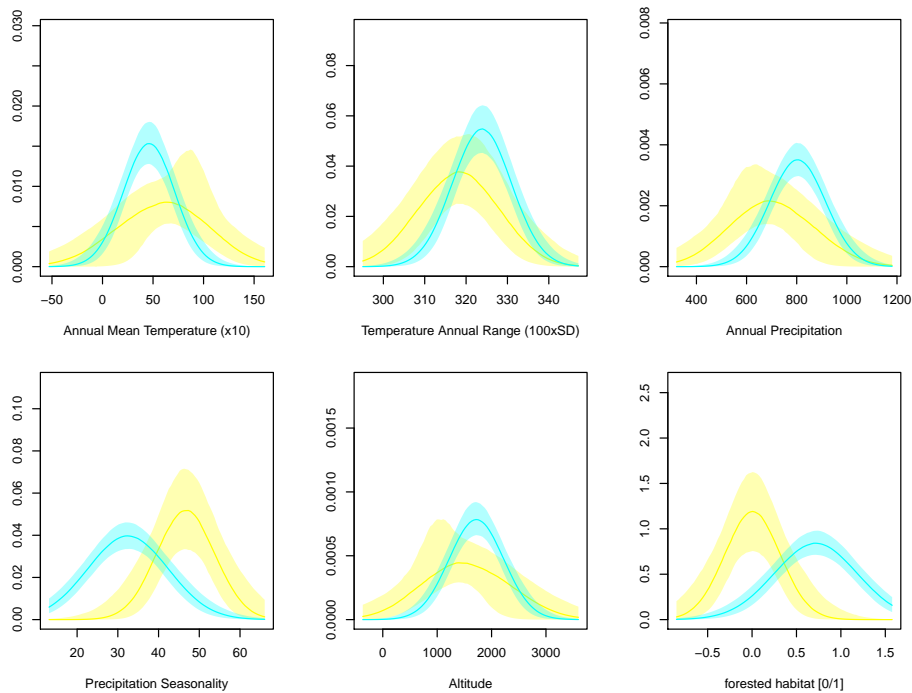 0.000 0.010 0.020 0.030
−50 0 50 100 150
Annual Mean Temperature (x10)
0.00 0.02 0.04 0.06 0.08
300 310 320 330 340
Temperature Annual Range (100xSD)
0.000 0.002 0.004 0.006 0.008
400 600 800 1000 1200
Annual Precipitation
0.00 0.02 0.04 0.06 0.08 0.10
20 30 40 50 60
Precipitation Seasonality
0.0000 0.0005 0.0010 0.0015
0 1000 2000 3000
Altitude
0.0 0.5 1.0 1.5 2.0 2.5
−0.5 0.0 0.5 1.0 1.5
forested habitat [0/1]